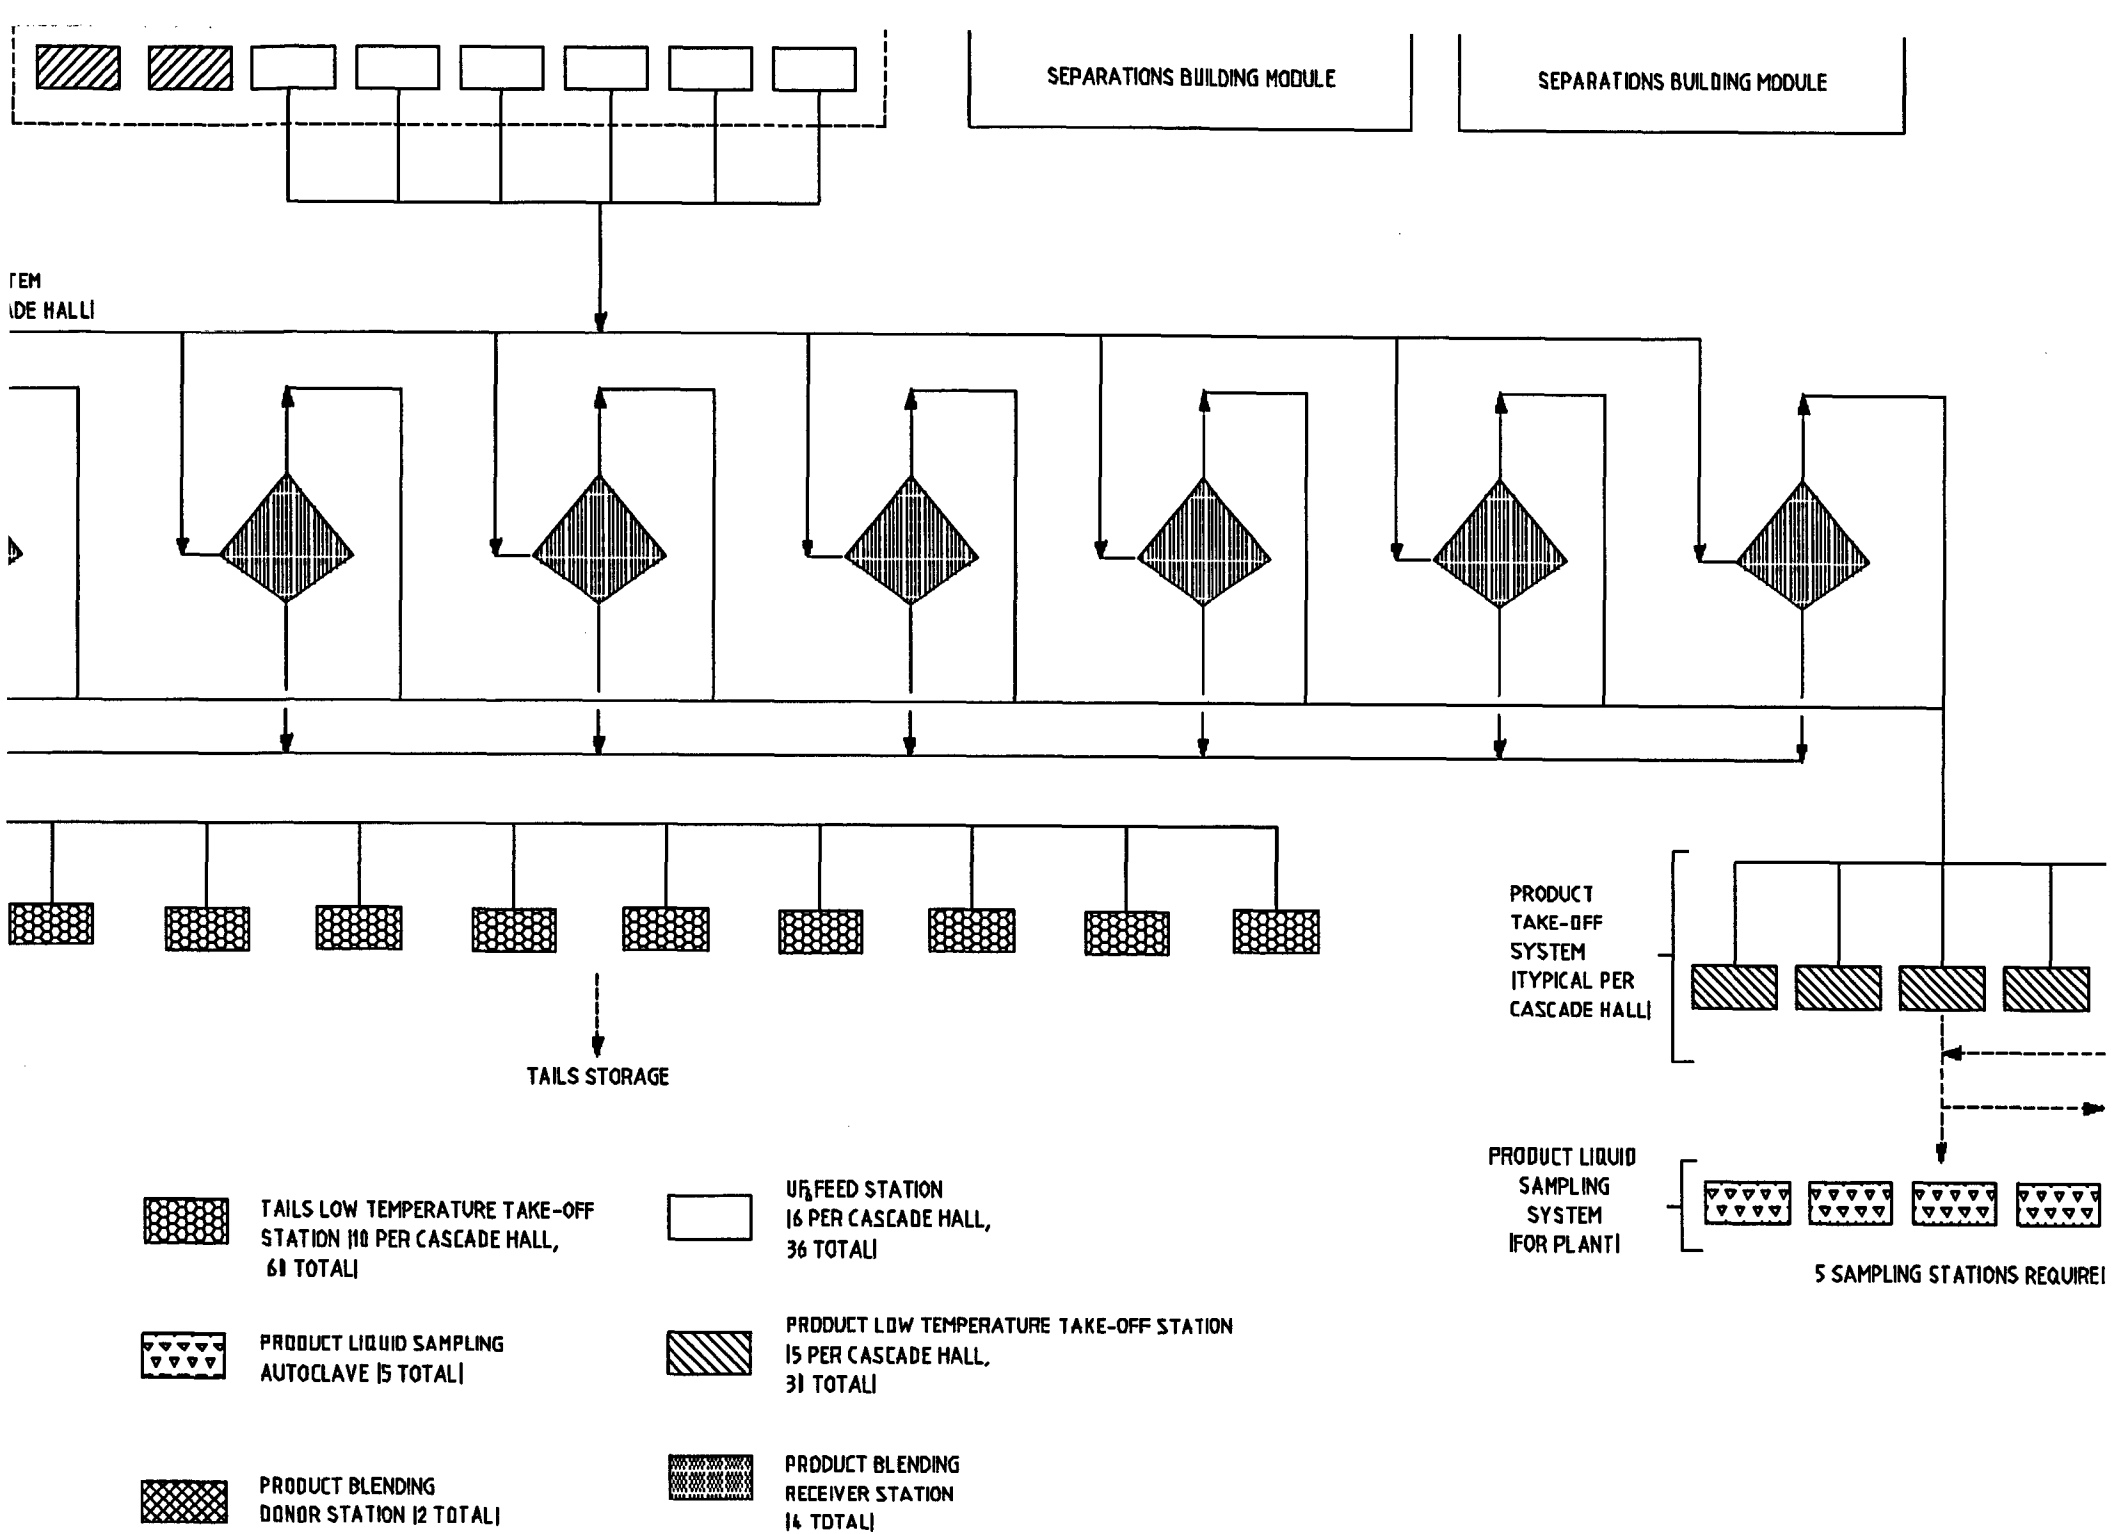 SEPARATIONS BUILDING MODULE
SEPARATIONS BUILDING MODULE
TEM
ADE HALL)
PRODUCT
TAKE-OFF
SYSTEM
(TYPICAL PER
CASCADE HALL)
TAILS STORAGE
PRODUCT LIQUID
SAMPLING
SYSTEM
(FOR PLANT)
5 SAMPLING STATIONS REQUIRE
TAILS LOW TEMPERATURE TAKE-OFF
STATION (10 PER CASCADE HALL,
60 TOTAL)
UF6 FEED STATION
(6 PER CASCADE HALL,
36 TOTAL)
PRODUCT LIQUID SAMPLING
AUTOCLAVE (5 TOTAL)
PRODUCT LOW TEMPERATURE TAKE-OFF STATION
(5 PER CASCADE HALL,
30 TOTAL)
PRODUCT BLENDING
DONOR STATION (2 TOTAL)
PRODUCT BLENDING
RECEIVER STATION
(4 TOTAL)